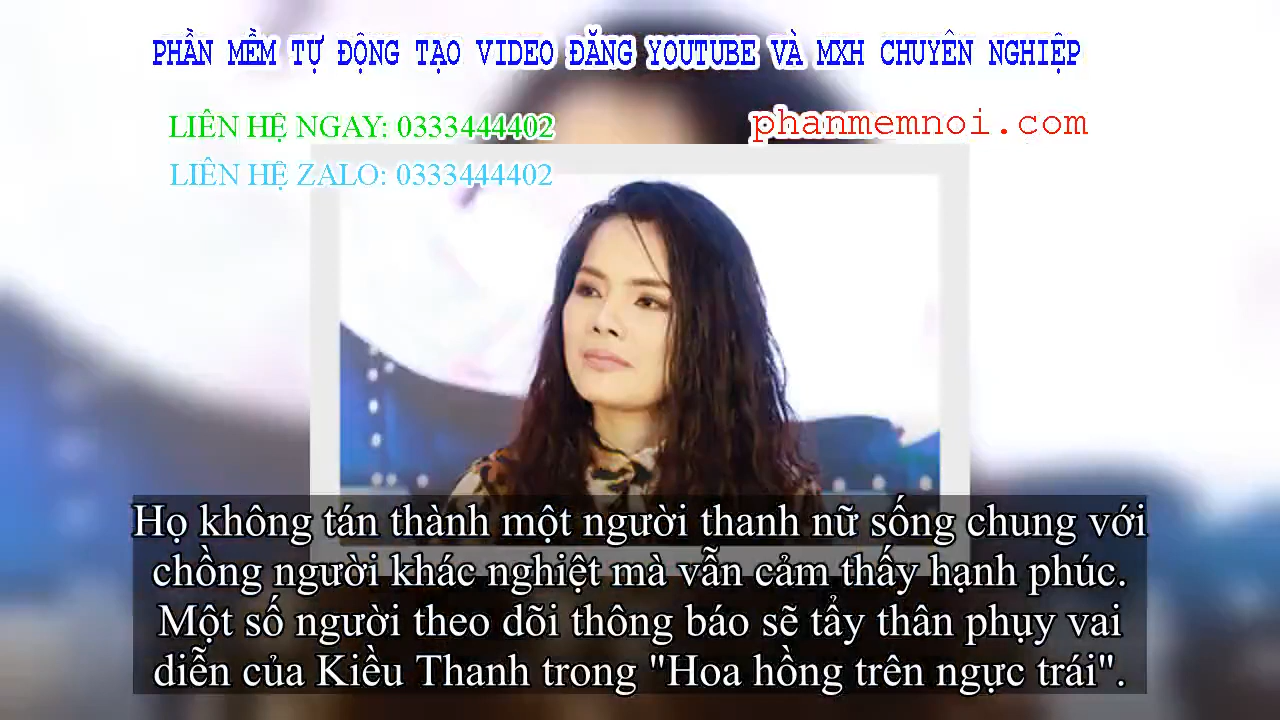 PHẦN MỀM TỰ ĐỘNG TẠO VIDEO ĐĂNG YOUTUBE VÀ MXH CHUYÊN NGHIỆP
LIÊN HỆ NGAY: 0333444402
phanmemnoi.com
LIÊN HỆ ZALO: 0333444402
Họ không tán thành một người thanh nữ sống chung với
chồng người khác nghiệt mà vẫn cảm thấy hạnh phúc.
Một số người theo dõi thông báo sẽ tẩy thân phụy vai
diễn của Kiều Thanh trong "Hoa hồng trên ngực trái".